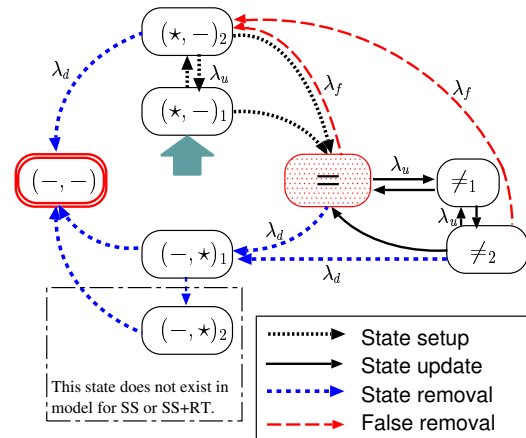 (⋆, −)₂
λ_d
λ_u
λ_f
λ_f
(⋆, −)₁
(−, −)
=
λ_u
≠₁
λ_u
≠₂
λ_d
λ_d
(−, ⋆)₁
(−, ⋆)₂
This state does not exist in
model for SS or SS+RT.
State setup
State update
State removal
False removal